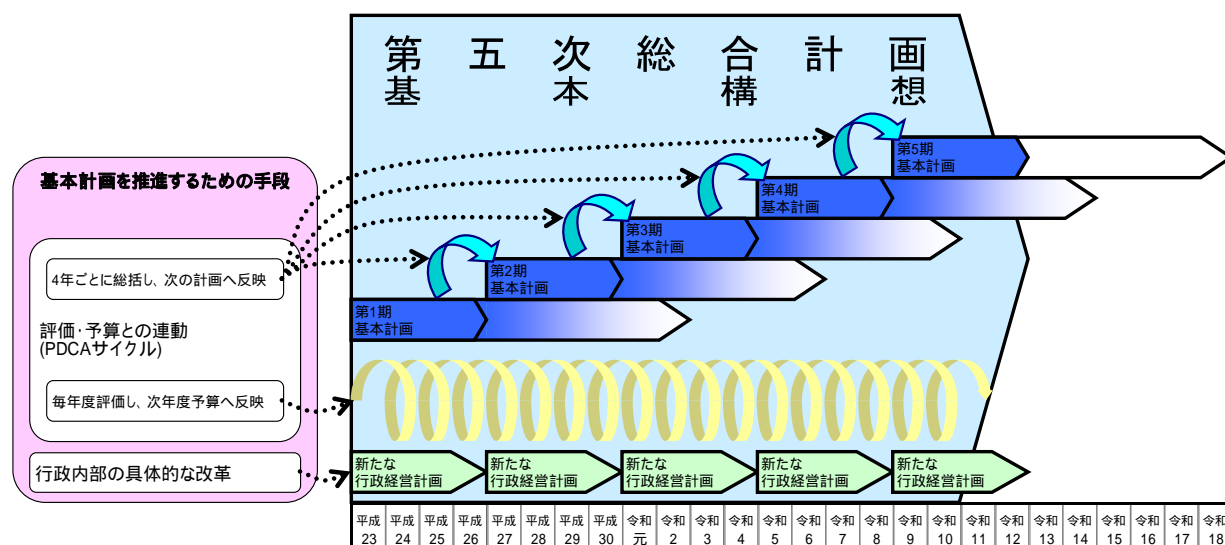 第 五 次 総 合 計 画
基 本 構 想
第5期
基本計画
第4期
基本計画
第3期
基本計画
第2期
基本計画
第1期
基本計画
基本計画を推進するための手段
4年ごとに総括し、次の計画へ反映
評価・予算との連動
(PDCAサイクル)
毎年度評価し、次年度予算へ反映
行政内部の具体的な改革
新たな
行政経営計画
新たな
行政経営計画
新たな
行政経営計画
新たな
行政経営計画
新たな
行政経営計画
平成 平成 平成 平成 平成 平成 平成 平成 令和 令和 令和 令和 令和 令和 令和 令和 令和 令和 令和 令和 令和 令和 令和 令和 令和 令和
23 24 25 26 27 28 29 30 元 2 3 4 5 6 7 8 9 10 11 12 13 14 15 16 17 18